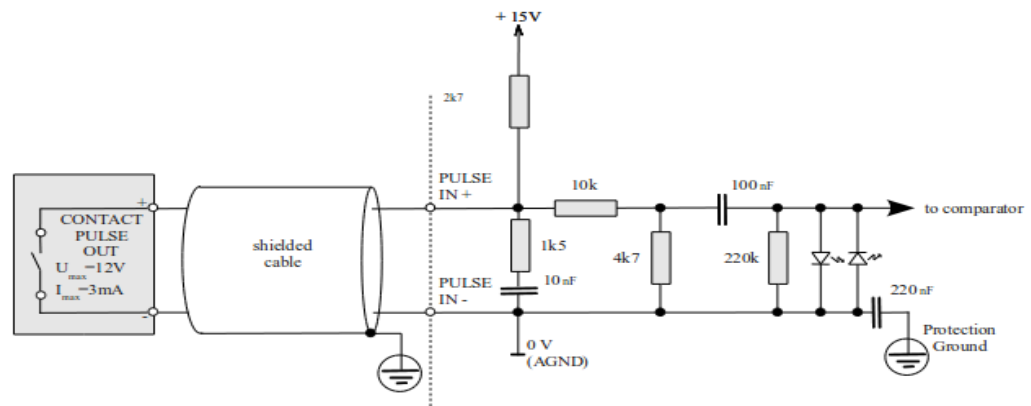 + 15V
2k7
PULSE
IN +
10k
100 nF
+
CONTACT
PULSE
OUT
U max =12V
I max =3mA
-
shielded
cable
1k5
10 nF
4k7
220k
to comparator
PULSE
IN -
220 nF
0 V
(AGND)
Protection
Ground